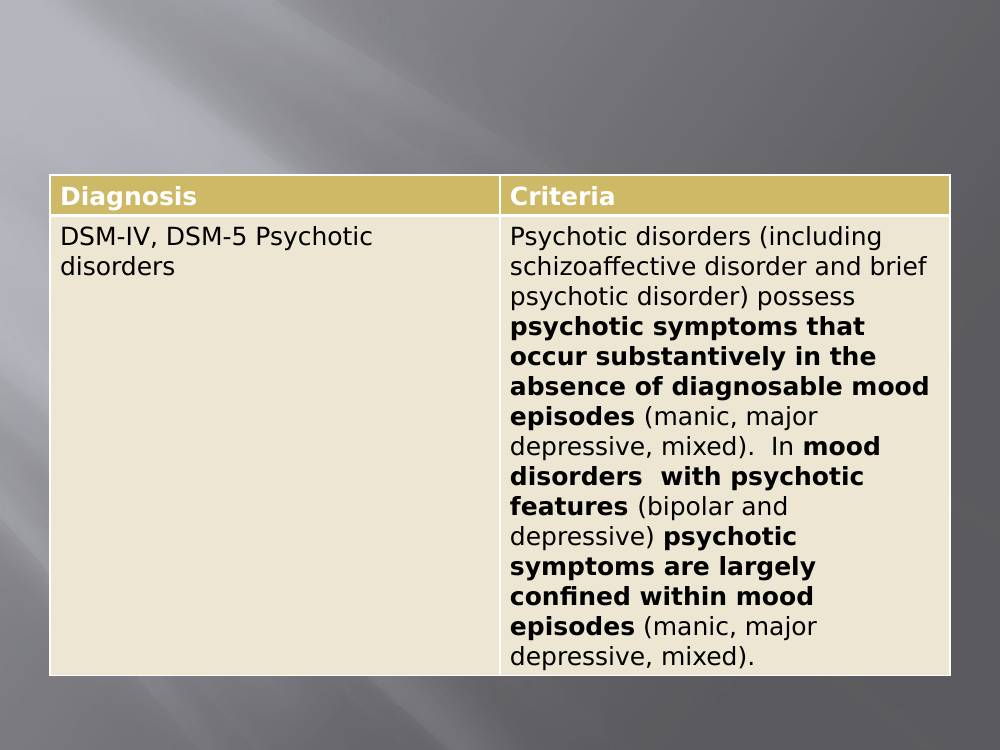 Diagnosis
Criteria
DSM-IV, DSM-5 Psychotic
disorders
Psychotic disorders (including
schizoaffective disorder and brief
psychotic disorder) possess
psychotic symptoms that
occur substantively in the
absence of diagnosable mood
episodes (manic, major
depressive, mixed).  In mood
disorders  with psychotic
features (bipolar and
depressive) psychotic
symptoms are largely
confined within mood
episodes (manic, major
depressive, mixed).